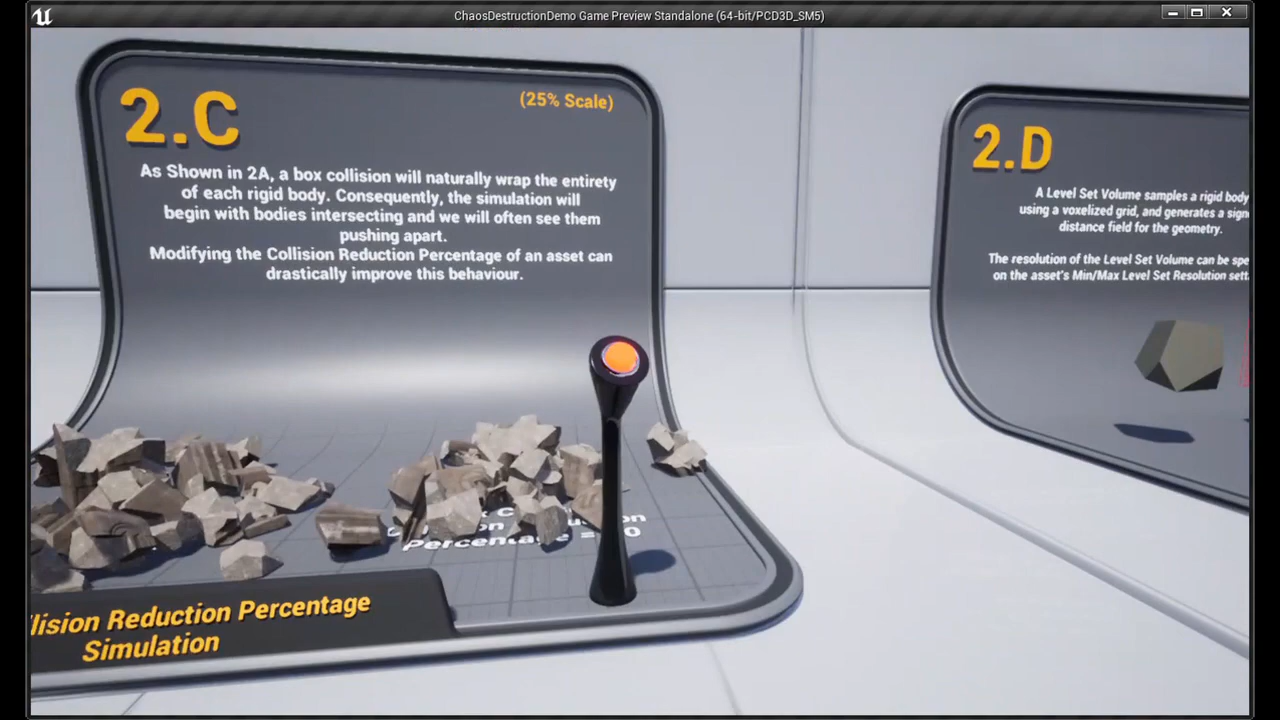 ChaosDestructionDemo Game Preview Standalone (64-bit/PCD3D_SM5)
2.C
(25% Scale)
As Shown in 2A, a box collision will naturally wrap the entirety
of each rigid body. Consequently, the simulation will
begin with bodies intersecting and we will often see them
pushing apart.
Modifying the Collision Reduction Percentage of an asset can
drastically improve this behaviour.
Percentage =
Reduction Percentage
Simulation
2.D
A Level Set Volume samples a rigid body
using a voxelized grid, and generates a
distance field for the geometry.
The resolution of the Level Set Volume can be
on the asset's Min/Max Level Set Resolution